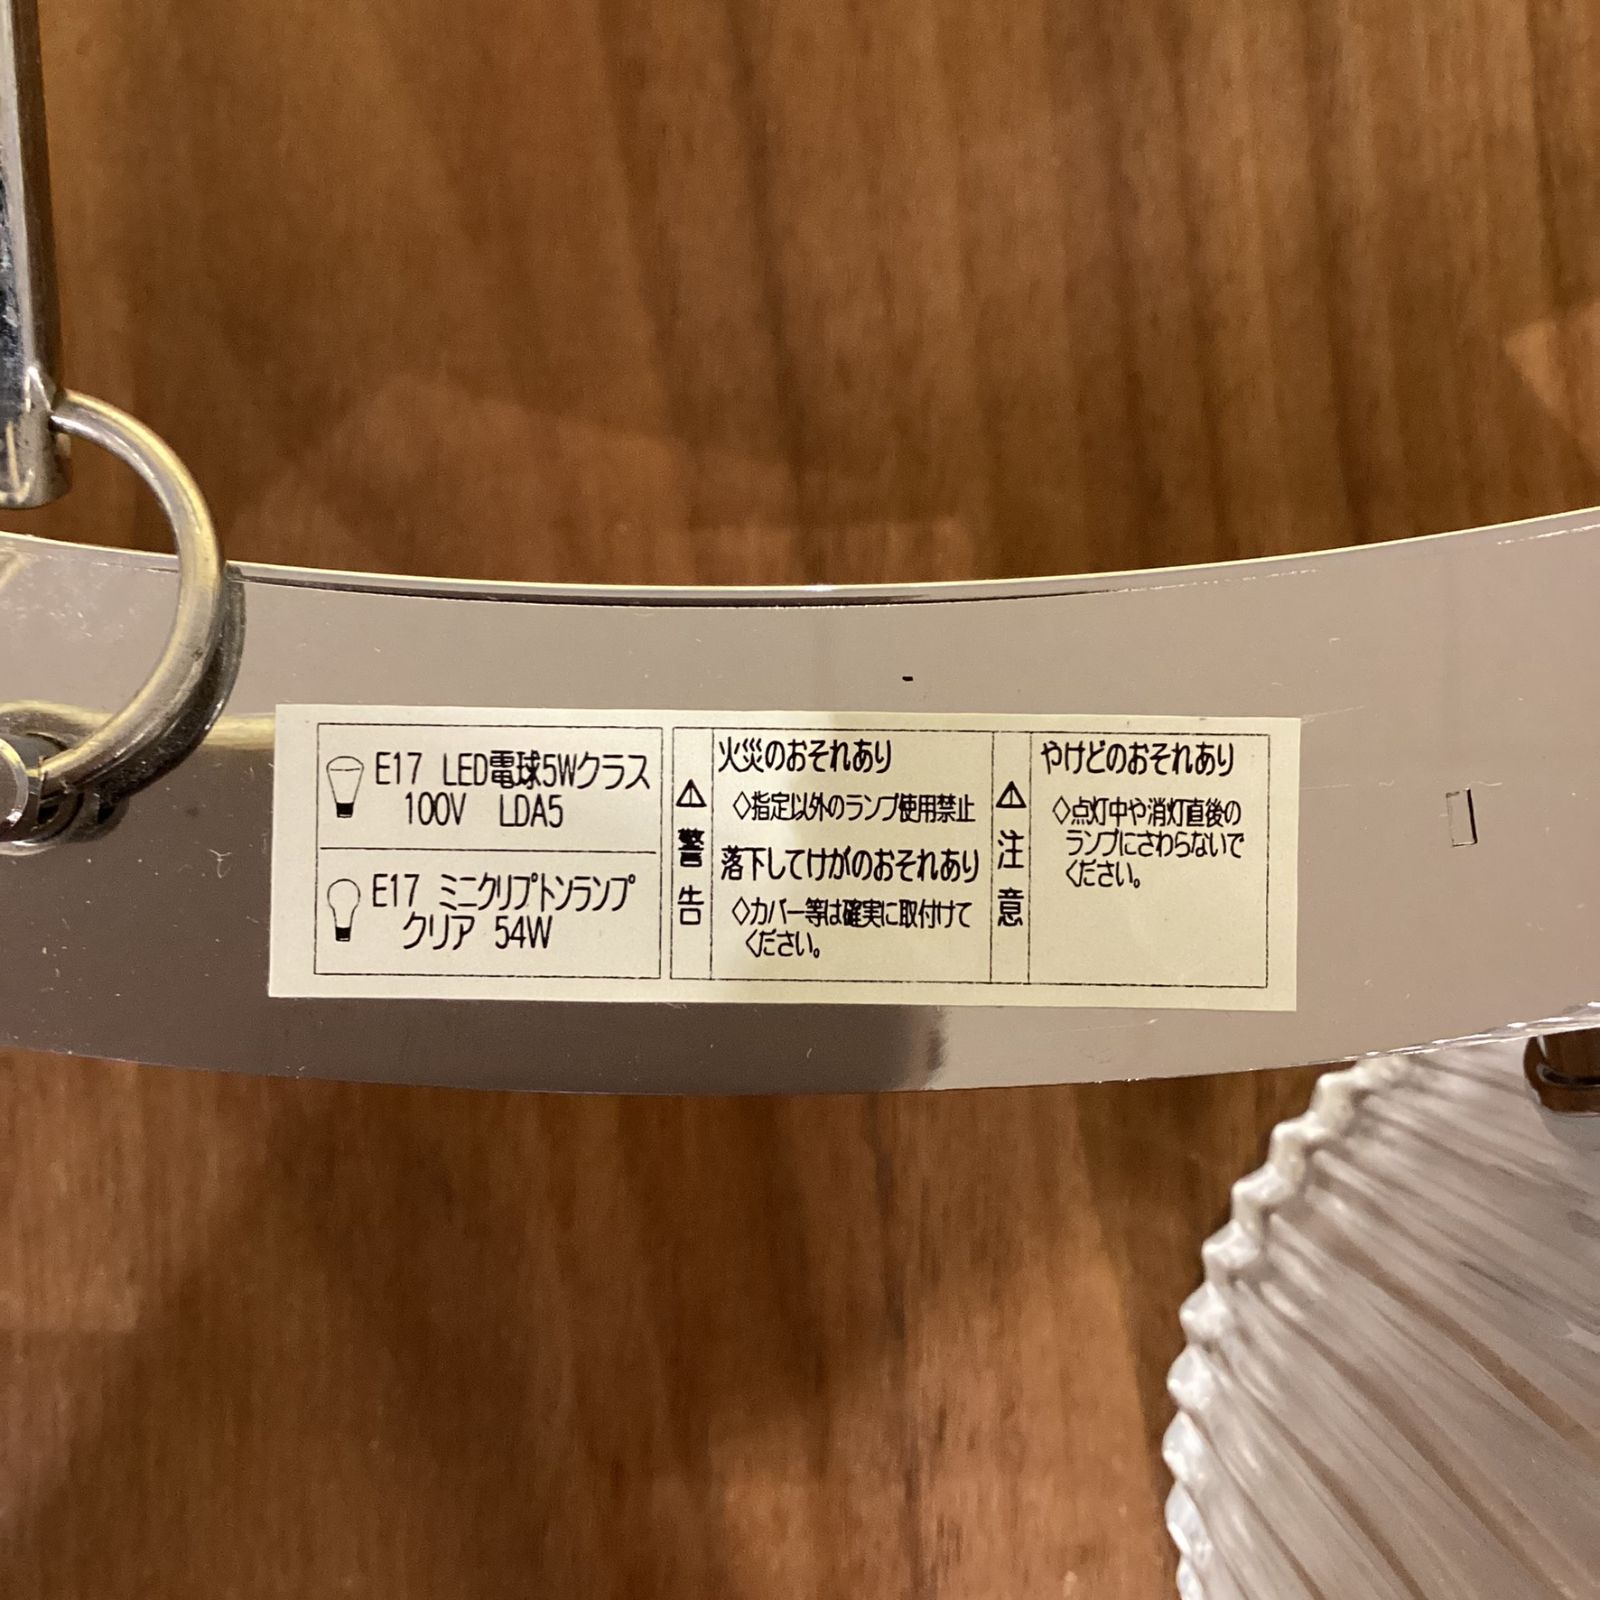 E17 LED電球5Wクラス
100V LDA5
E17 ミニクリプトンランプ
クリア 54W
⚠警告
火災のおそれあり
◇指定以外のランプ使用禁止
落下してけがのおそれあり
◇カバー等は確実に取付けて
ください。
⚠注意
やけどのおそれあり
◇点灯中や消灯直後の
ランプにさわらないで
ください。